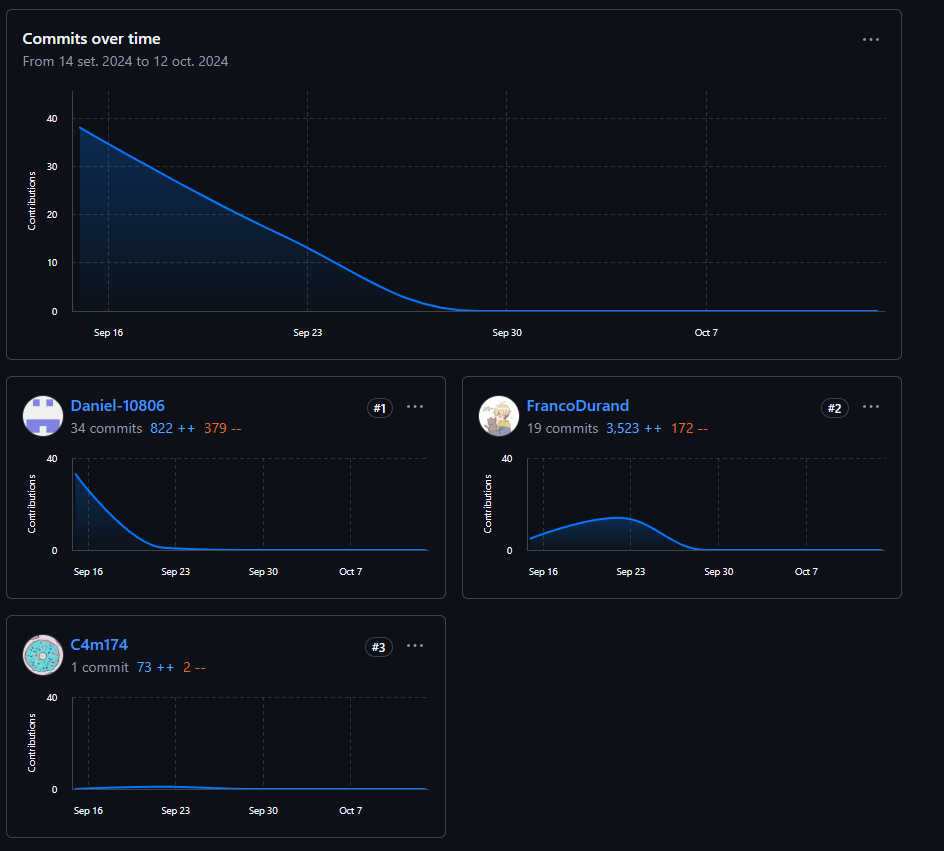 Commits over time
From 14 set. 2024 to 12 oct. 2024
Contributions
40
30
20
10
0
Sep 16 Sep 23 Sep 30 Oct 7
Daniel-10806 #1
34 commits 822 ++ 379 --
Contributions
40
0
Sep 16 Sep 23 Sep 30 Oct 7
FrancoDurand #2
19 commits 3,523 ++ 172 --
Contributions
40
0
Sep 16 Sep 23 Sep 30 Oct 7
C4m174 #3
1 commit 73 ++ 2 --
Contributions
40
0
Sep 16 Sep 23 Sep 30 Oct 7